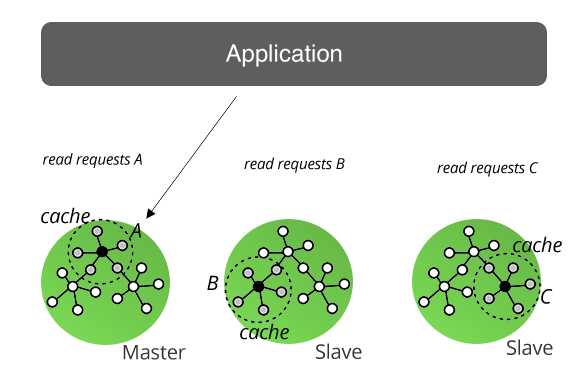 Application
read requests A
read requests B
read requests C
cache
A
cache
B
C
cache
Master
Slave
Slave